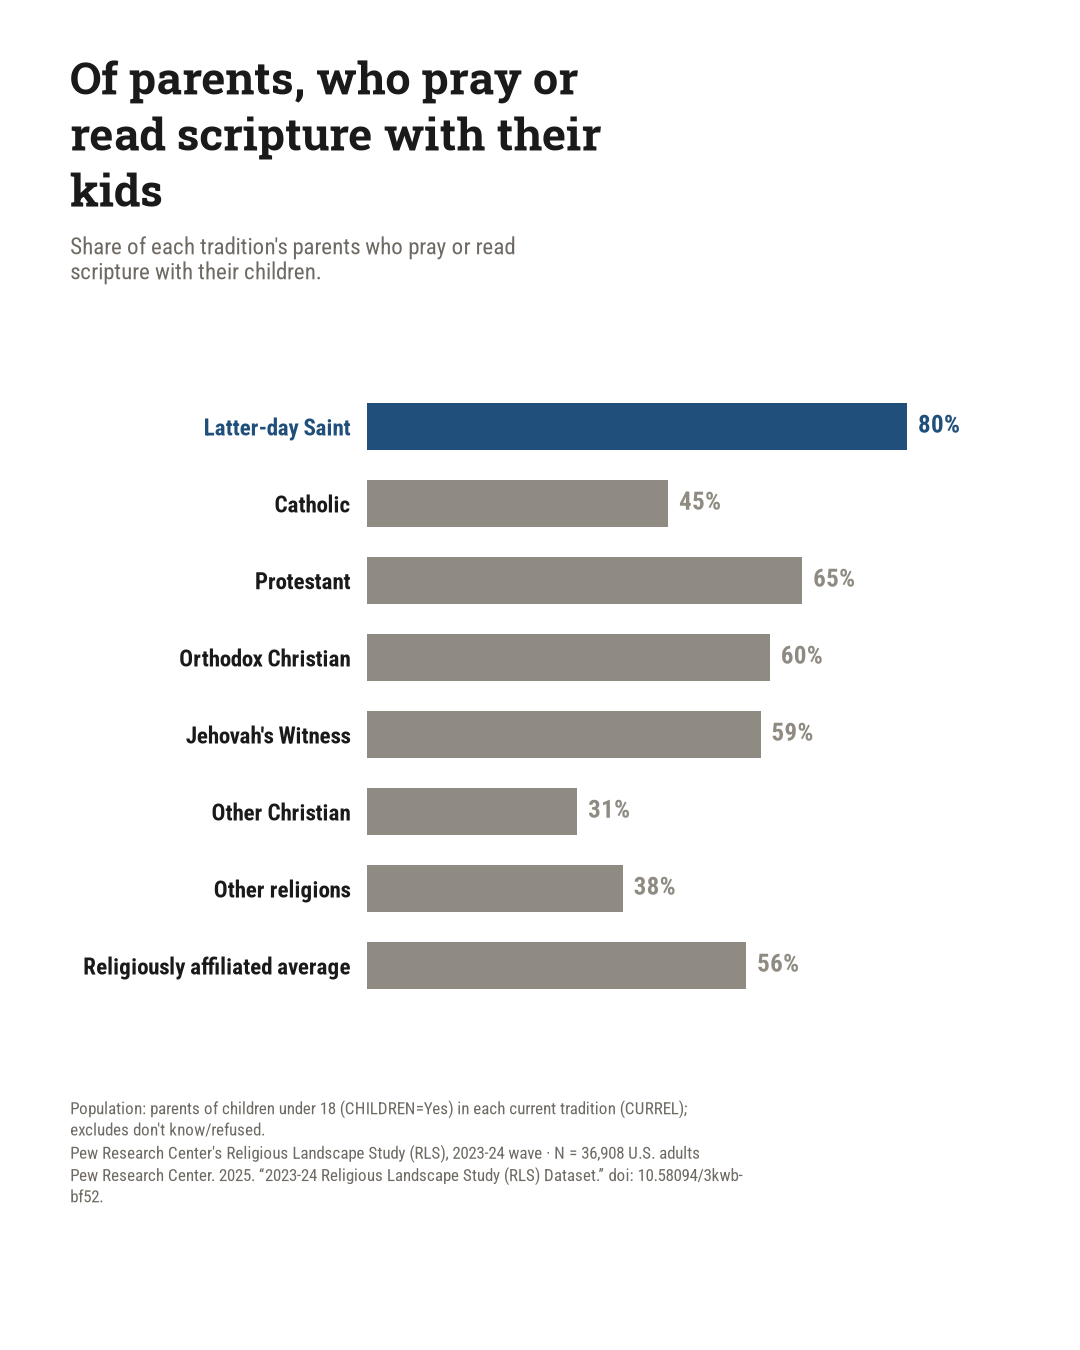 Of parents, who pray or
read scripture with their
kids
Share of each tradition's parents who pray or read
scripture with their children.
Latter-day Saint 80%
Catholic 45%
Protestant 65%
Orthodox Christian 60%
Jehovah's Witness 59%
Other Christian 31%
Other religions 38%
Religiously affiliated average 56%
Population: parents of children under 18 (CHILDREN=Yes) in each current tradition (CURREL);
excludes don't know/refused.
Pew Research Center's Religious Landscape Study (RLS), 2023-24 wave · N = 36,908 U.S. adults
Pew Research Center. 2025. “2023-24 Religious Landscape Study (RLS) Dataset.” doi: 10.58094/3kwb-
bf52.